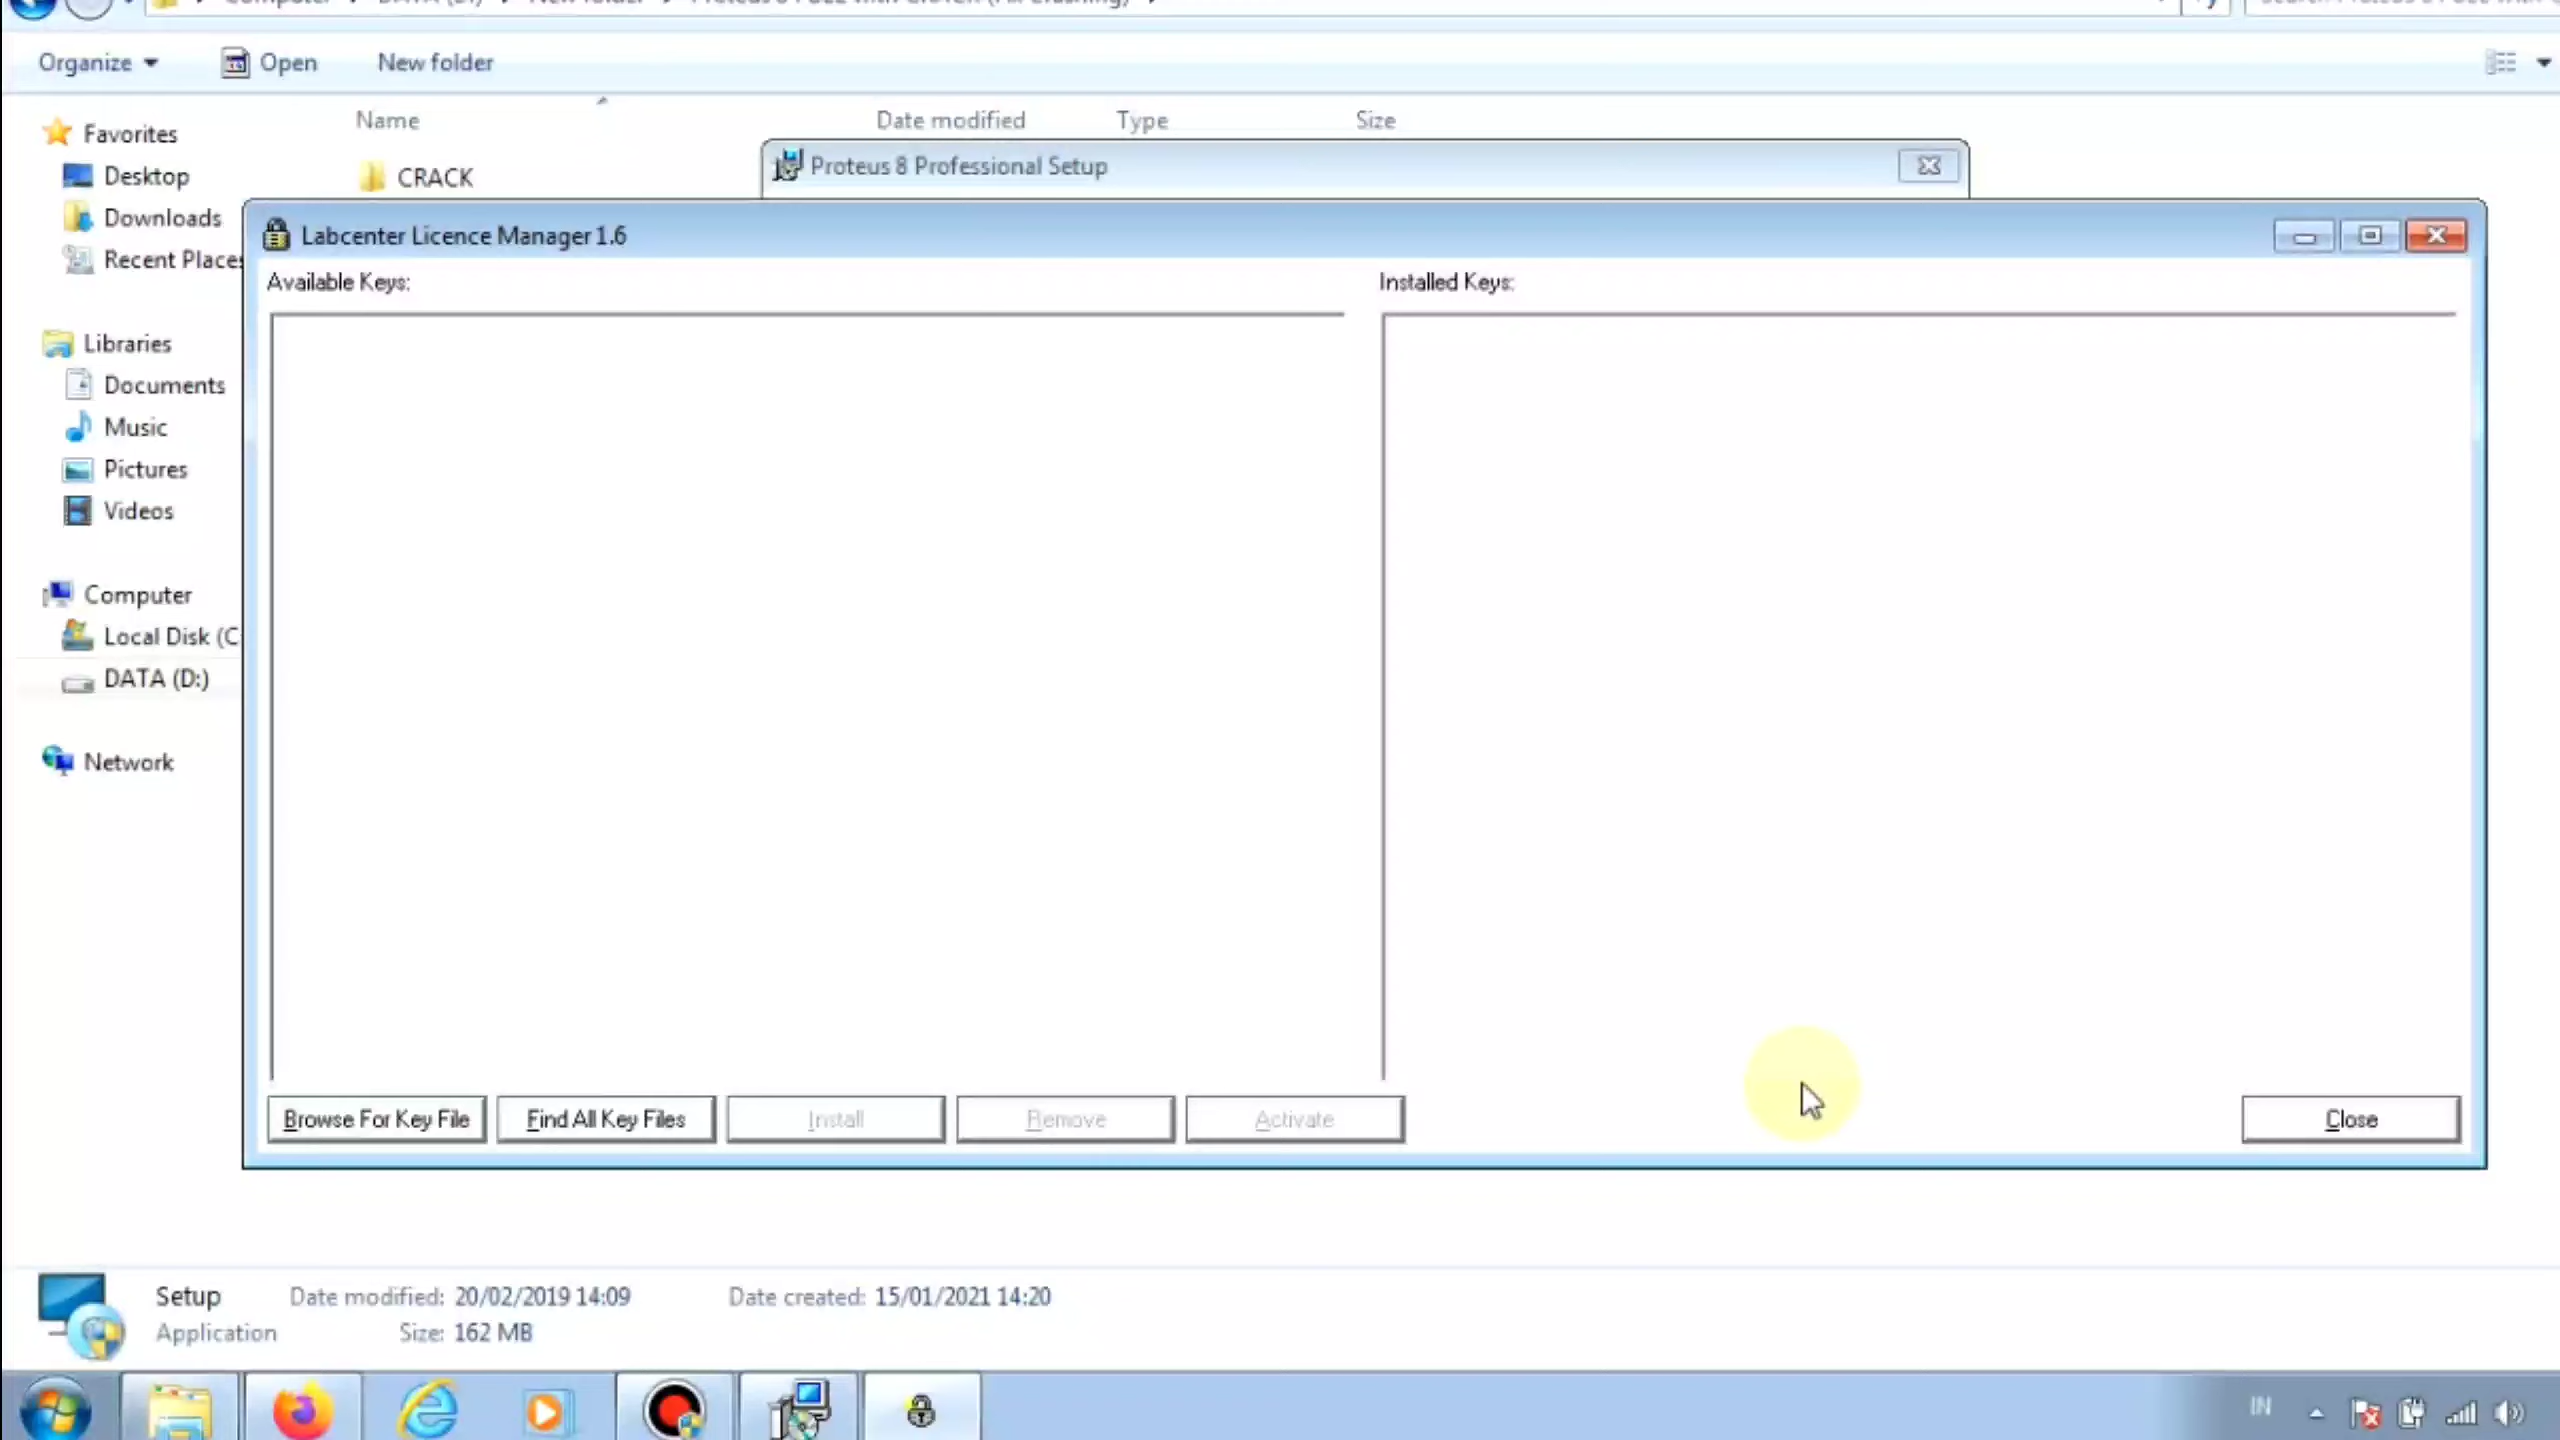 Organize
Open
New folder
Name
Date modified
Type
Size
Favorites
Desktop
Downloads
Recent Places
Libraries
Documents
Music
Pictures
Videos
Computer
Local Disk (C
DATA (D:)
Network
CRACK
Proteus 8 Professional Setup
Labcenter Licence Manager 1.6
Available Keys:
Installed Keys:
Browse For Key File
Find All Key Files
Install
Remove
Activate
Close
Setup
Date modified: 20/02/2019 14:09
Date created: 15/01/2021 14:20
Application
Size: 162 MB
IN